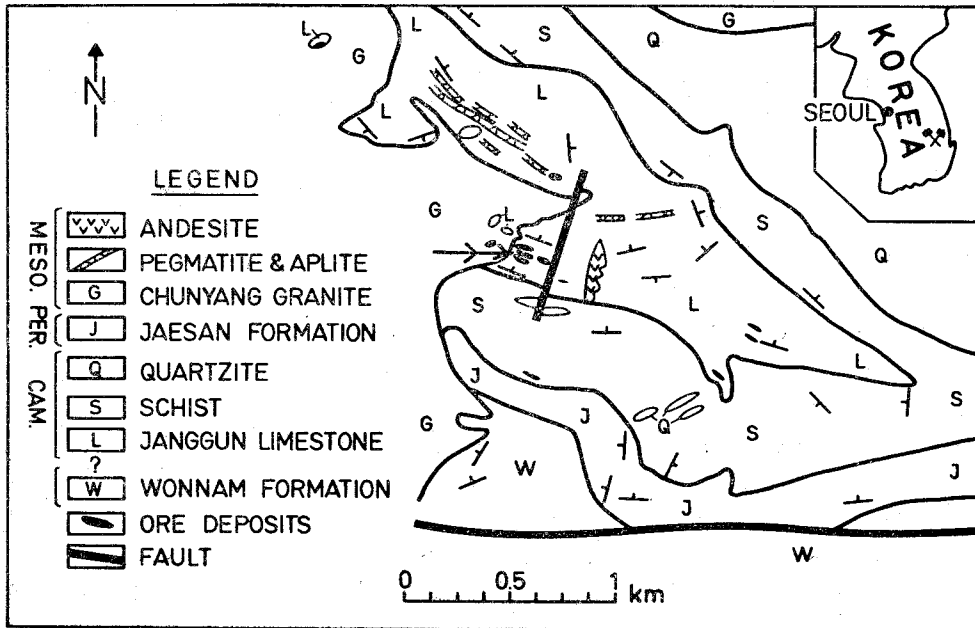 N
LEGEND
MESO.
ANDESITE
PEGMATITE & APLITE
G CHUNYANG GRANITE
PER.
J JAESAN FORMATION
CAM.
Q QUARTZITE
S SCHIST
L JANGGUN LIMESTONE
?
W WONNAM FORMATION
ORE DEPOSITS
FAULT
KOREA
SEOUL
L L S G
G Q
L L
G L S
Q
S L
J L S
G Q S
W J J
J
W
0 0.5 1
km